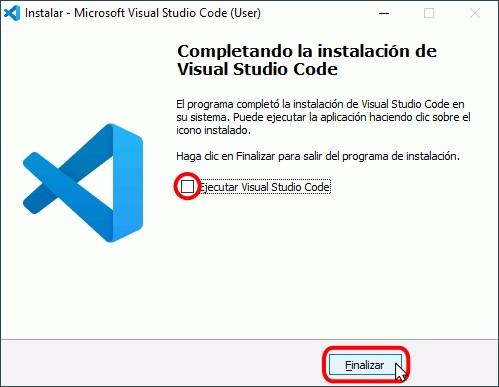 Instalar - Microsoft Visual Studio Code (User)
Completando la instalación de
Visual Studio Code
El programa completó la instalación de Visual Studio Code en
su sistema. Puede ejecutar la aplicación haciendo clic sobre el
icono instalado.
Haga clic en Finalizar para salir del programa de instalación.
Ejecutar Visual Studio Code
Finalizar